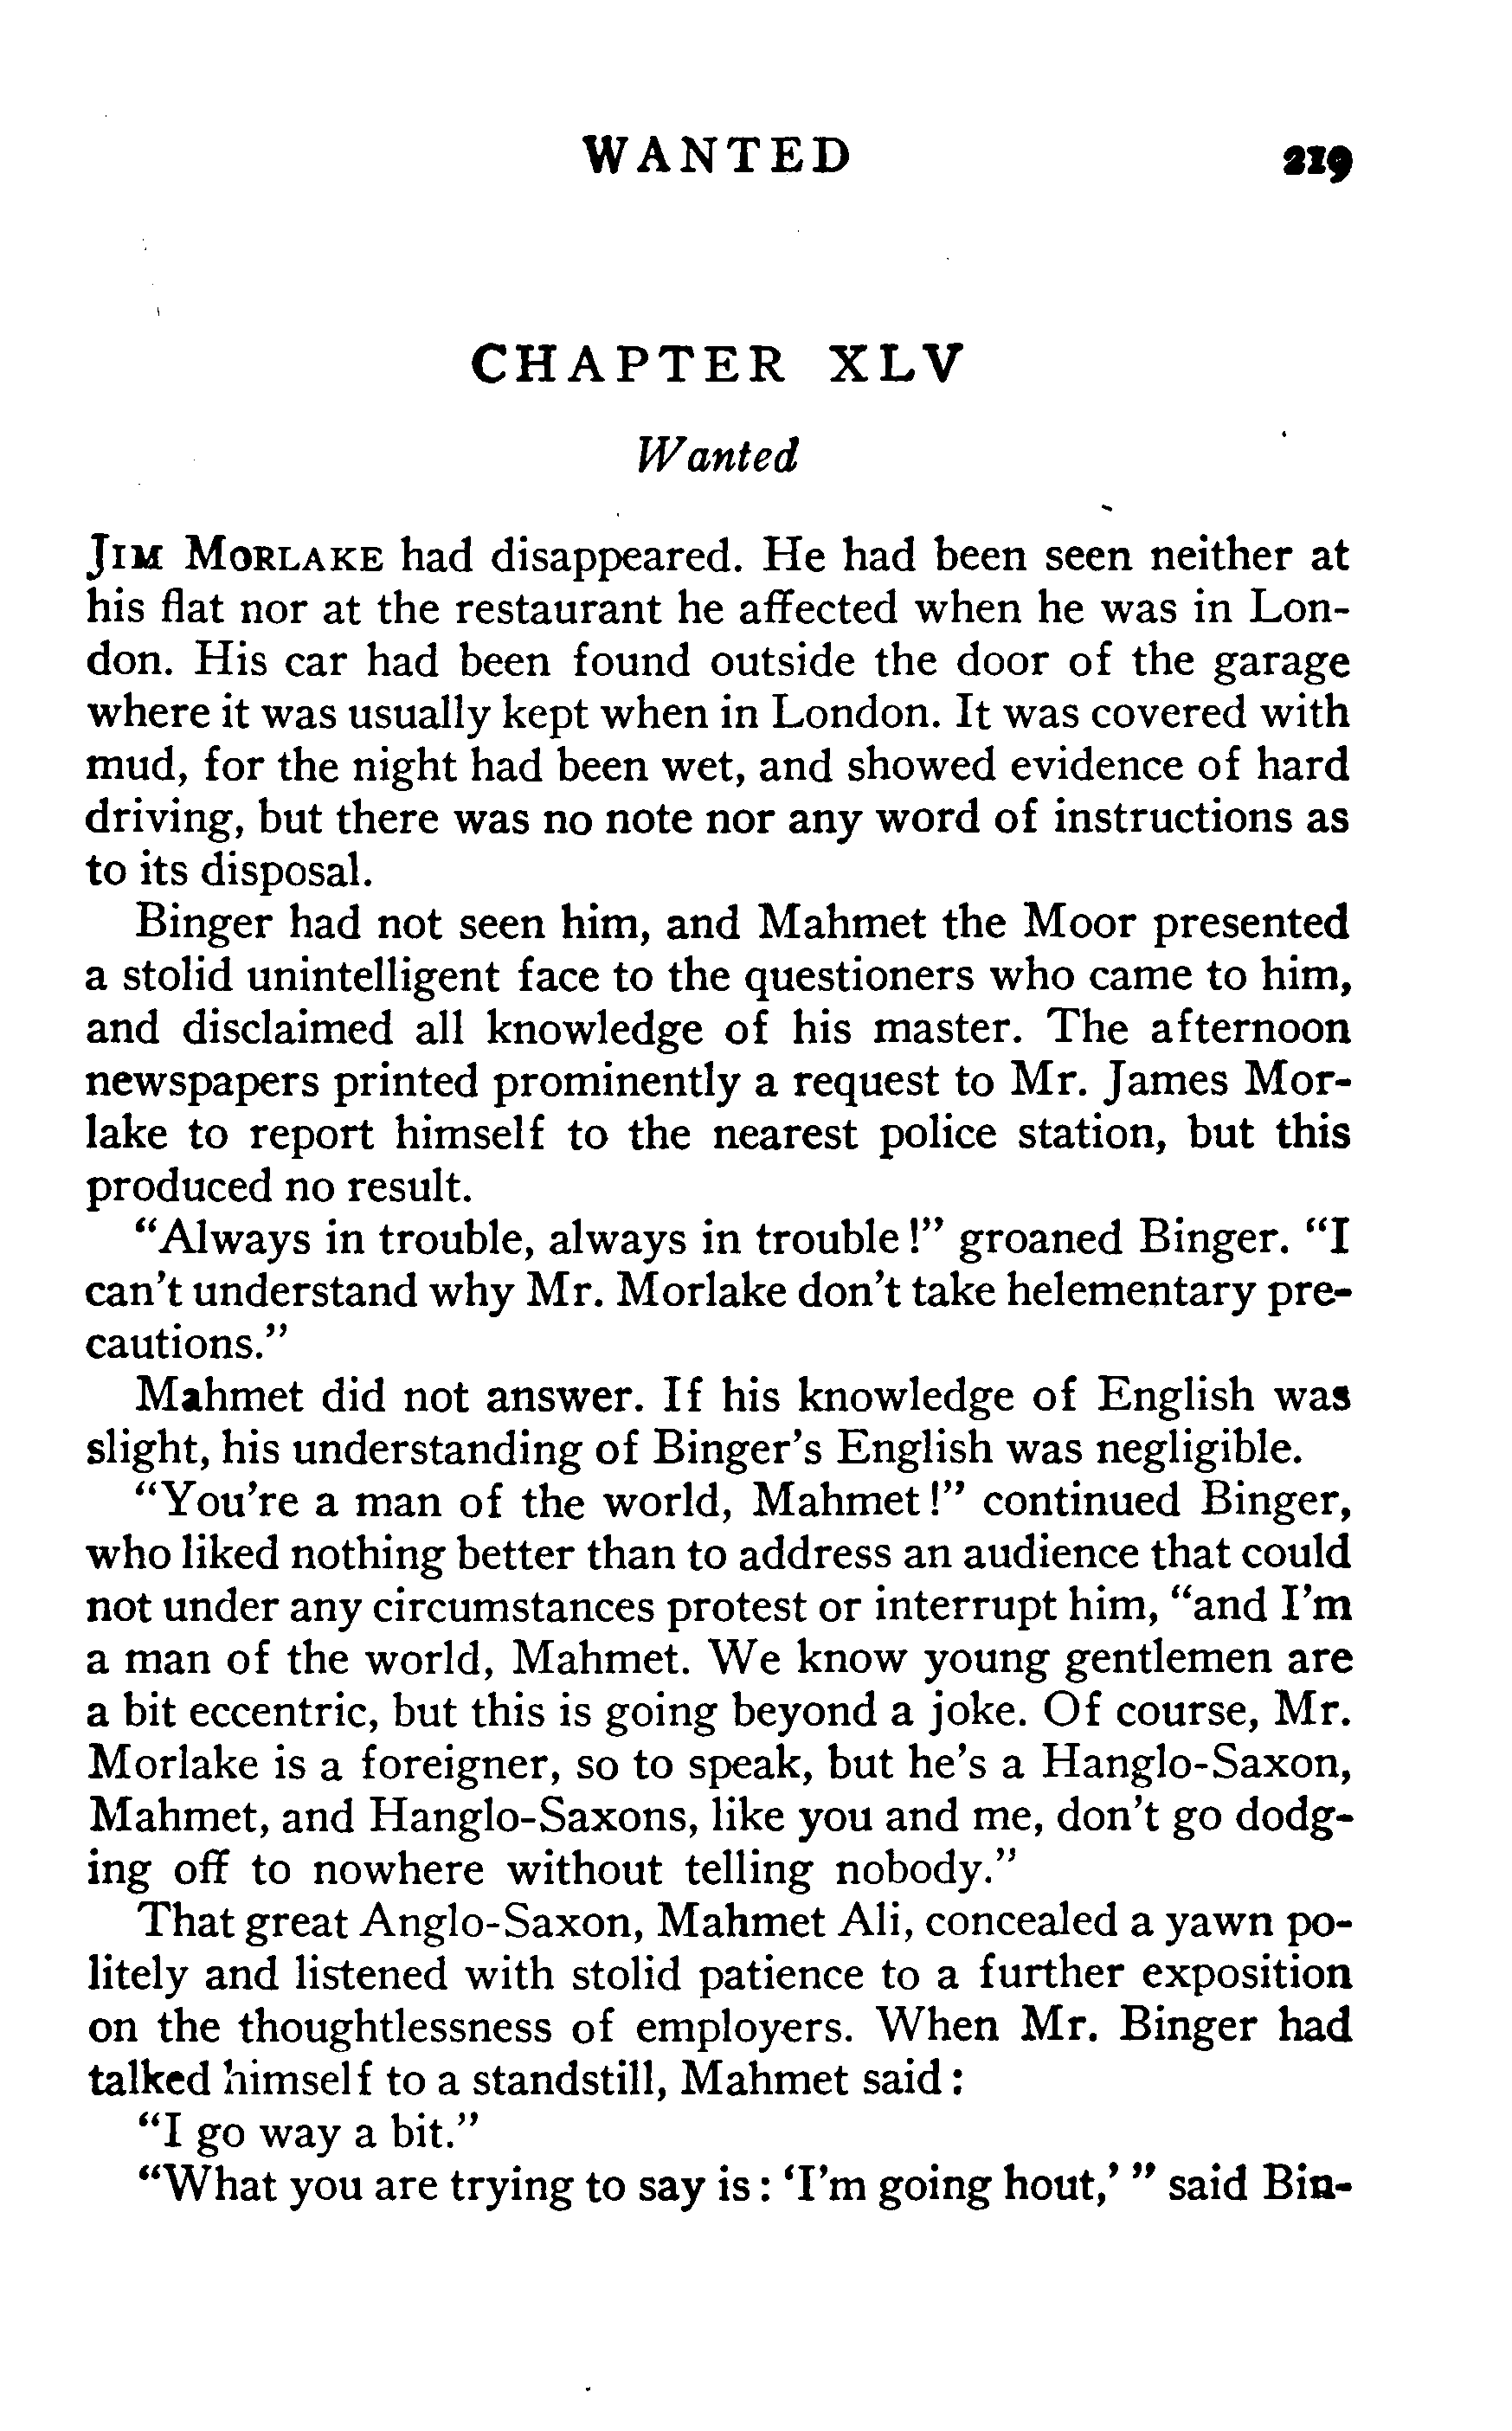 WANTED 219
CHAPTER XLV
Wanted
JIM MORLAKE had disappeared. He had been seen neither at
his flat nor at the restaurant he affected when he was in Lon-
don. His car had been found outside the door of the garage
where it was usually kept when in London. It was covered with
mud, for the night had been wet, and showed evidence of hard
driving, but there was no note nor any word of instructions as
to its disposal.
Binger had not seen him, and Mahmet the Moor presented
a stolid unintelligent face to the questioners who came to him,
and disclaimed all knowledge of his master. The afternoon
newspapers printed prominently a request to Mr. James Mor-
lake to report himself to the nearest police station, but this
produced no result.
“Always in trouble, always in trouble!” groaned Binger. “I
can't understand why Mr. Morlake don't take helementary pre-
cautions.”
Mahmet did not answer. If his knowledge of English was
slight, his understanding of Binger's English was negligible.
“You're a man of the world, Mahmet!” continued Binger,
who liked nothing better than to address an audience that could
not under any circumstances protest or interrupt him, “and I'm
a man of the world, Mahmet. We know young gentlemen are
a bit eccentric, but this is going beyond a joke. Of course, Mr.
Morlake is a foreigner, so to speak, but he's a Hanglo-Saxon,
Mahmet, and Hanglo-Saxons, like you and me, don't go dodg-
ing off to nowhere without telling nobody.”
That great Anglo-Saxon, Mahmet Ali, concealed a yawn po-
litely and listened with stolid patience to a further exposition
on the thoughtlessness of employers. When Mr. Binger had
talked himself to a standstill, Mahmet said:
“I go way a bit.”
“What you are trying to say is: ‘I'm going hout,’ ” said Bin-